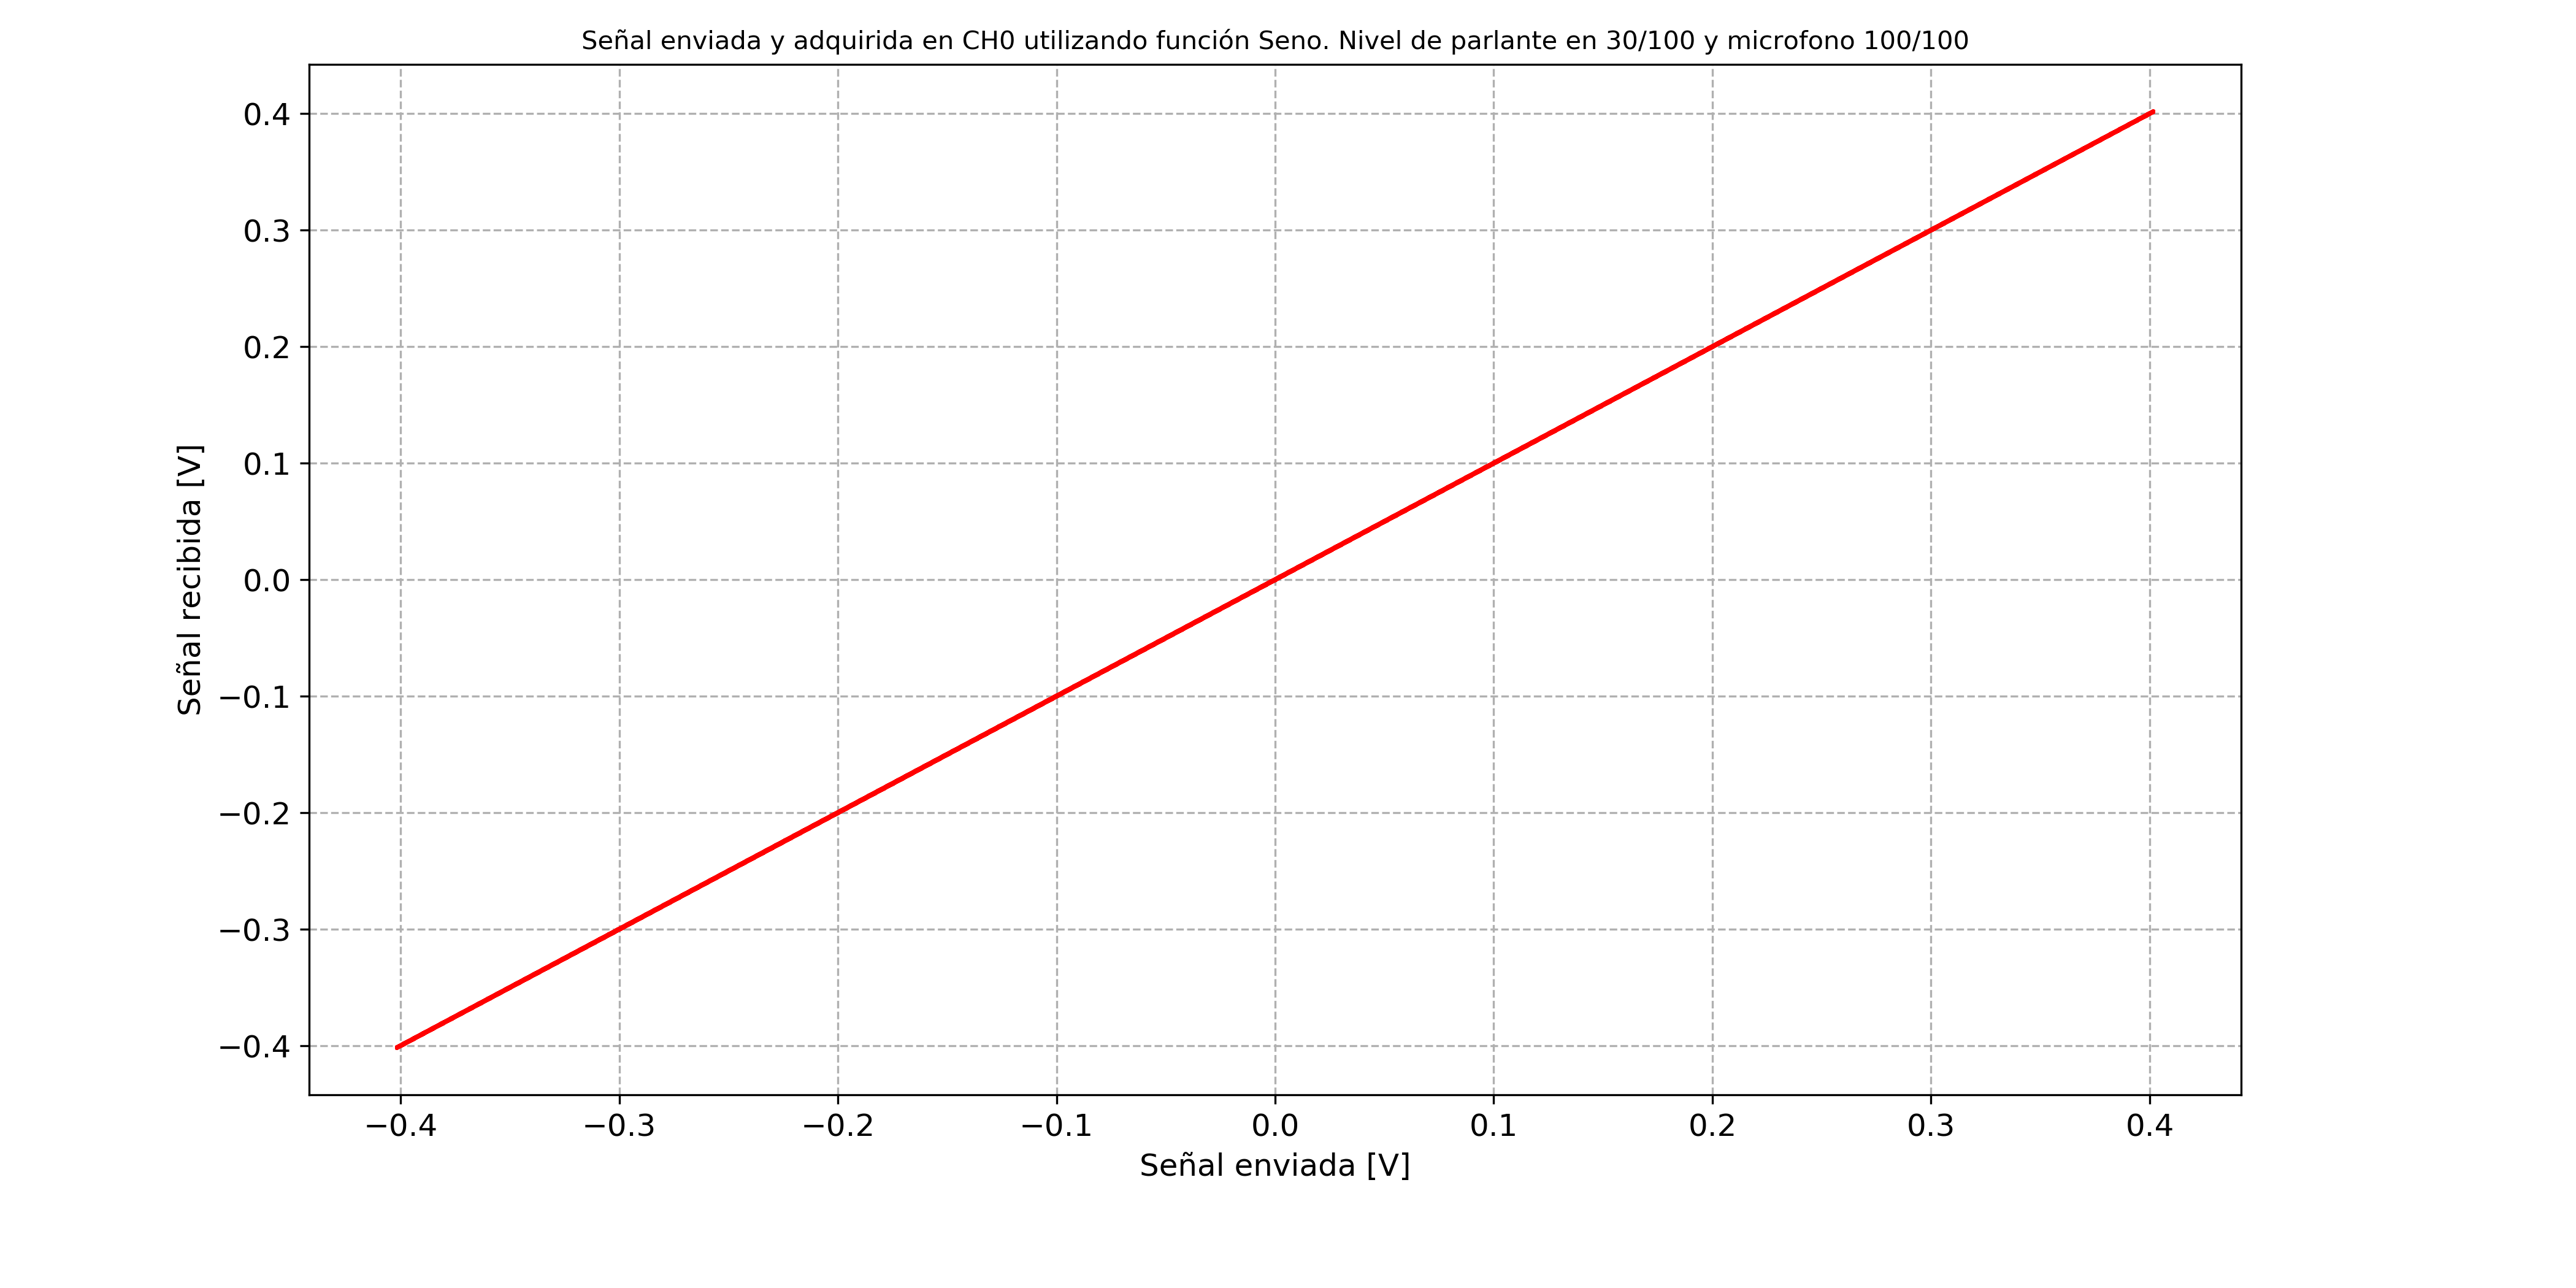 Señal enviada y adquirida en CH0 utilizando función Seno. Nivel de parlante en 30/100 y microfono 100/100
0.4
0.3
0.2
0.1
0.0
−0.1
−0.2
−0.3
−0.4
Señal recibida [V]
−0.4 −0.3 −0.2 −0.1 0.0 0.1 0.2 0.3 0.4
Señal enviada [V]